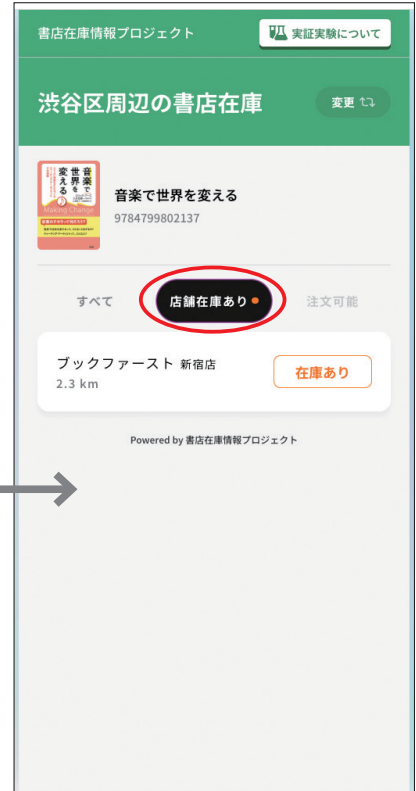 書店在庫情報プロジェクト
実証実験について
渋谷区周辺の書店在庫
変更
音楽で
世界を
変える
Making Change
音楽で世界を変える
9784799802137
すべて
店舗在庫あり
注文可能
ブックファースト 新宿店
2.3 km
在庫あり
Powered by 書店在庫情報プロジェクト